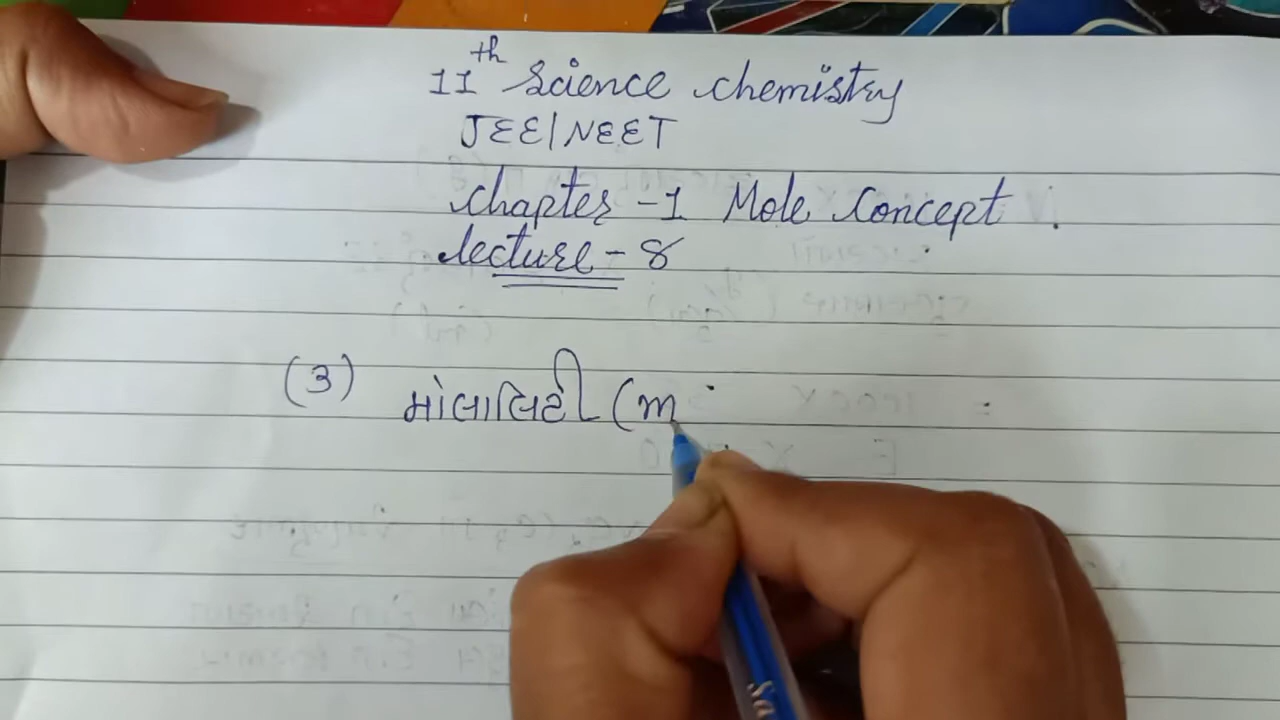 11th Science chemistry
JEE/NEET
Chapter -1 Mole Concept.
lecture - 8
(3) મોલાલિટી (m